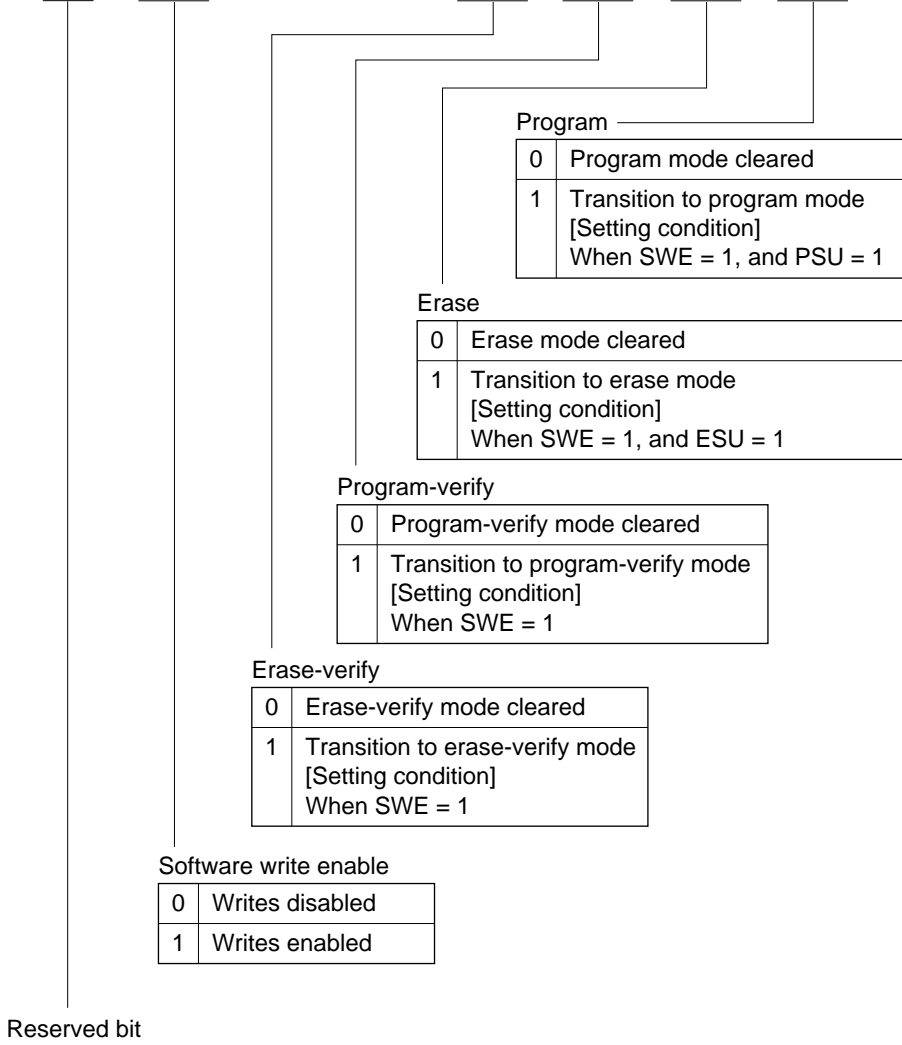 Program
0 Program mode cleared
1 Transition to program mode
[Setting condition]
When SWE = 1, and PSU = 1
Erase
0 Erase mode cleared
1 Transition to erase mode
[Setting condition]
When SWE = 1, and ESU = 1
Program-verify
0 Program-verify mode cleared
1 Transition to program-verify mode
[Setting condition]
When SWE = 1
Erase-verify
0 Erase-verify mode cleared
1 Transition to erase-verify mode
[Setting condition]
When SWE = 1
Software write enable
0 Writes disabled
1 Writes enabled
Reserved bit